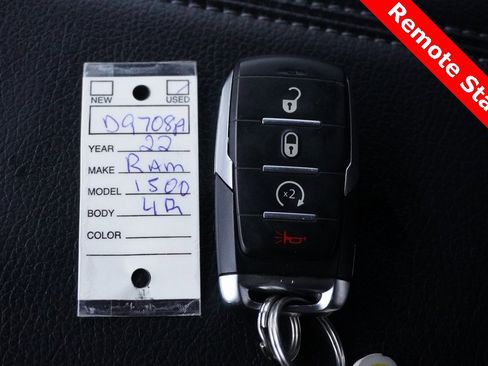 Remote Sta
NEW USED
D9708A
YEAR 22
MAKE RAM
MODEL 1500
BODY 4D
COLOR
x2